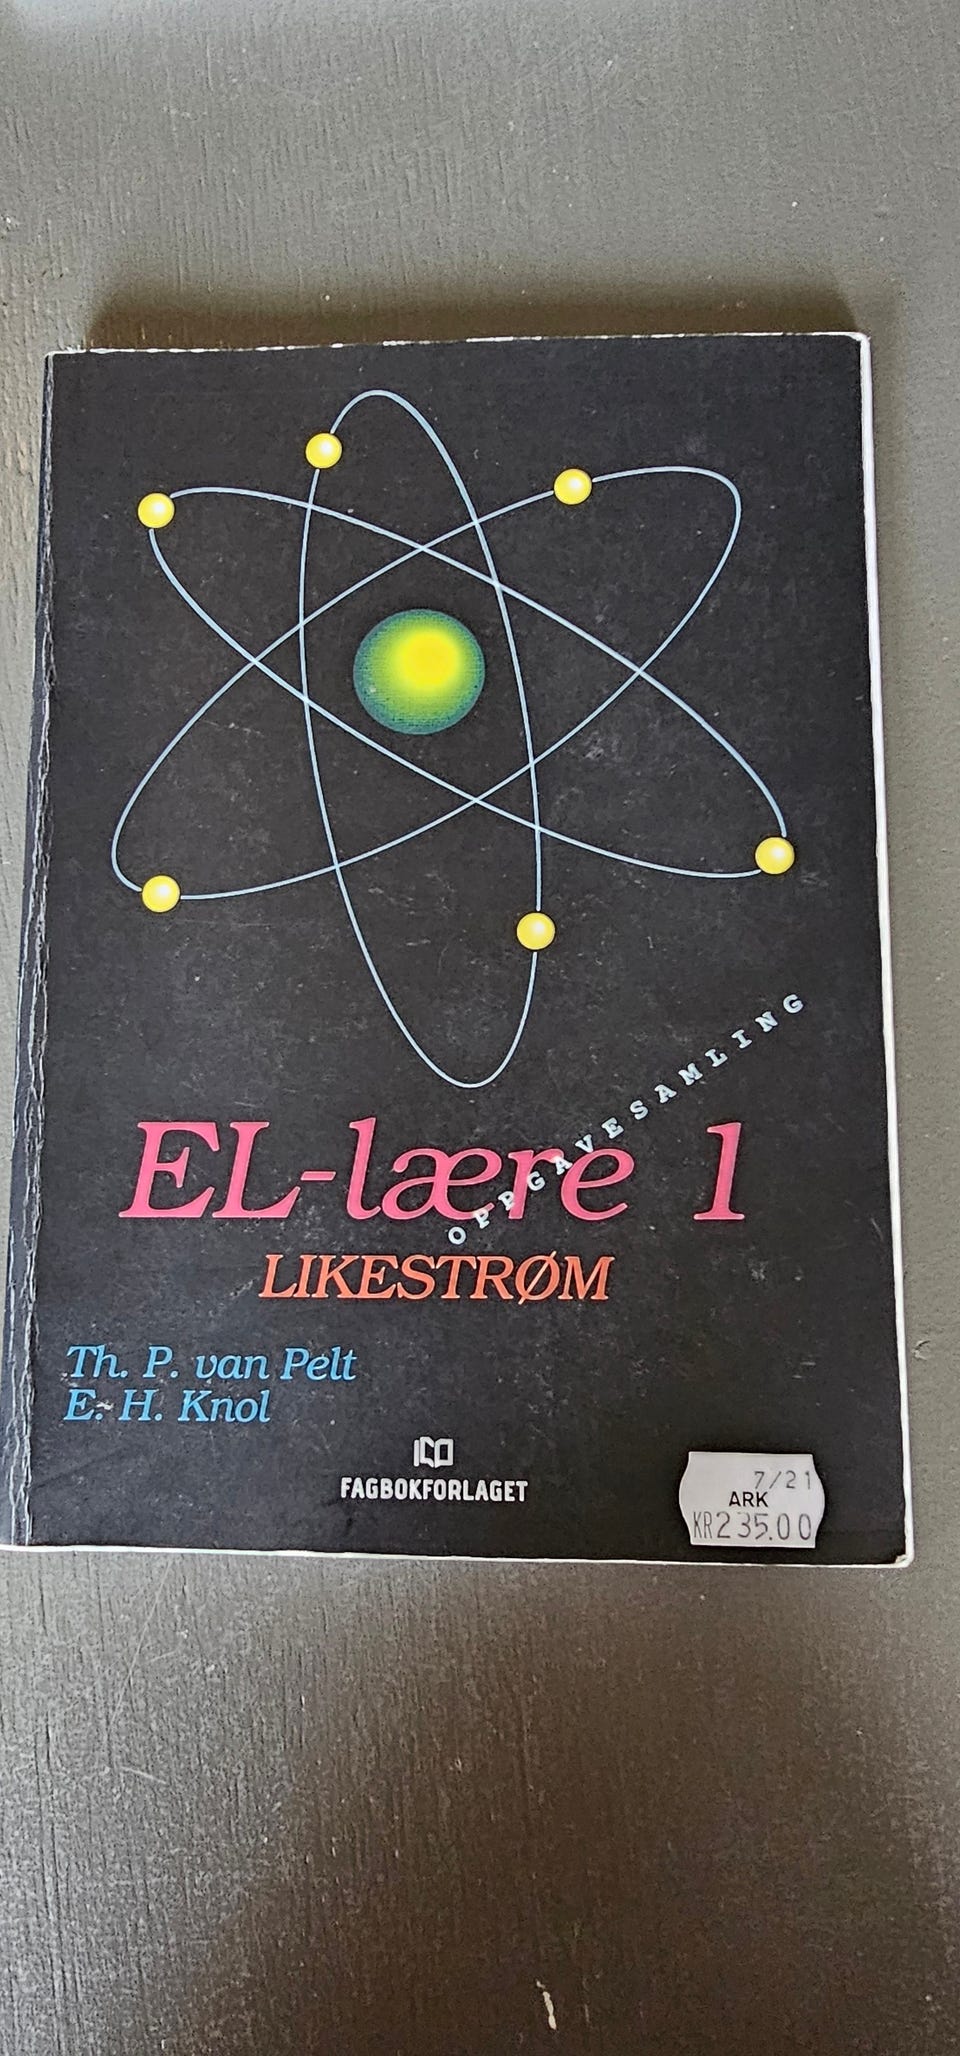 OPPGAVESAMLING
EL-lære 1
LIKESTRØM
Th. P. van Pelt
E. H. Knol
FAGBOKFORLAGET
7/21
ARK
KR235.00